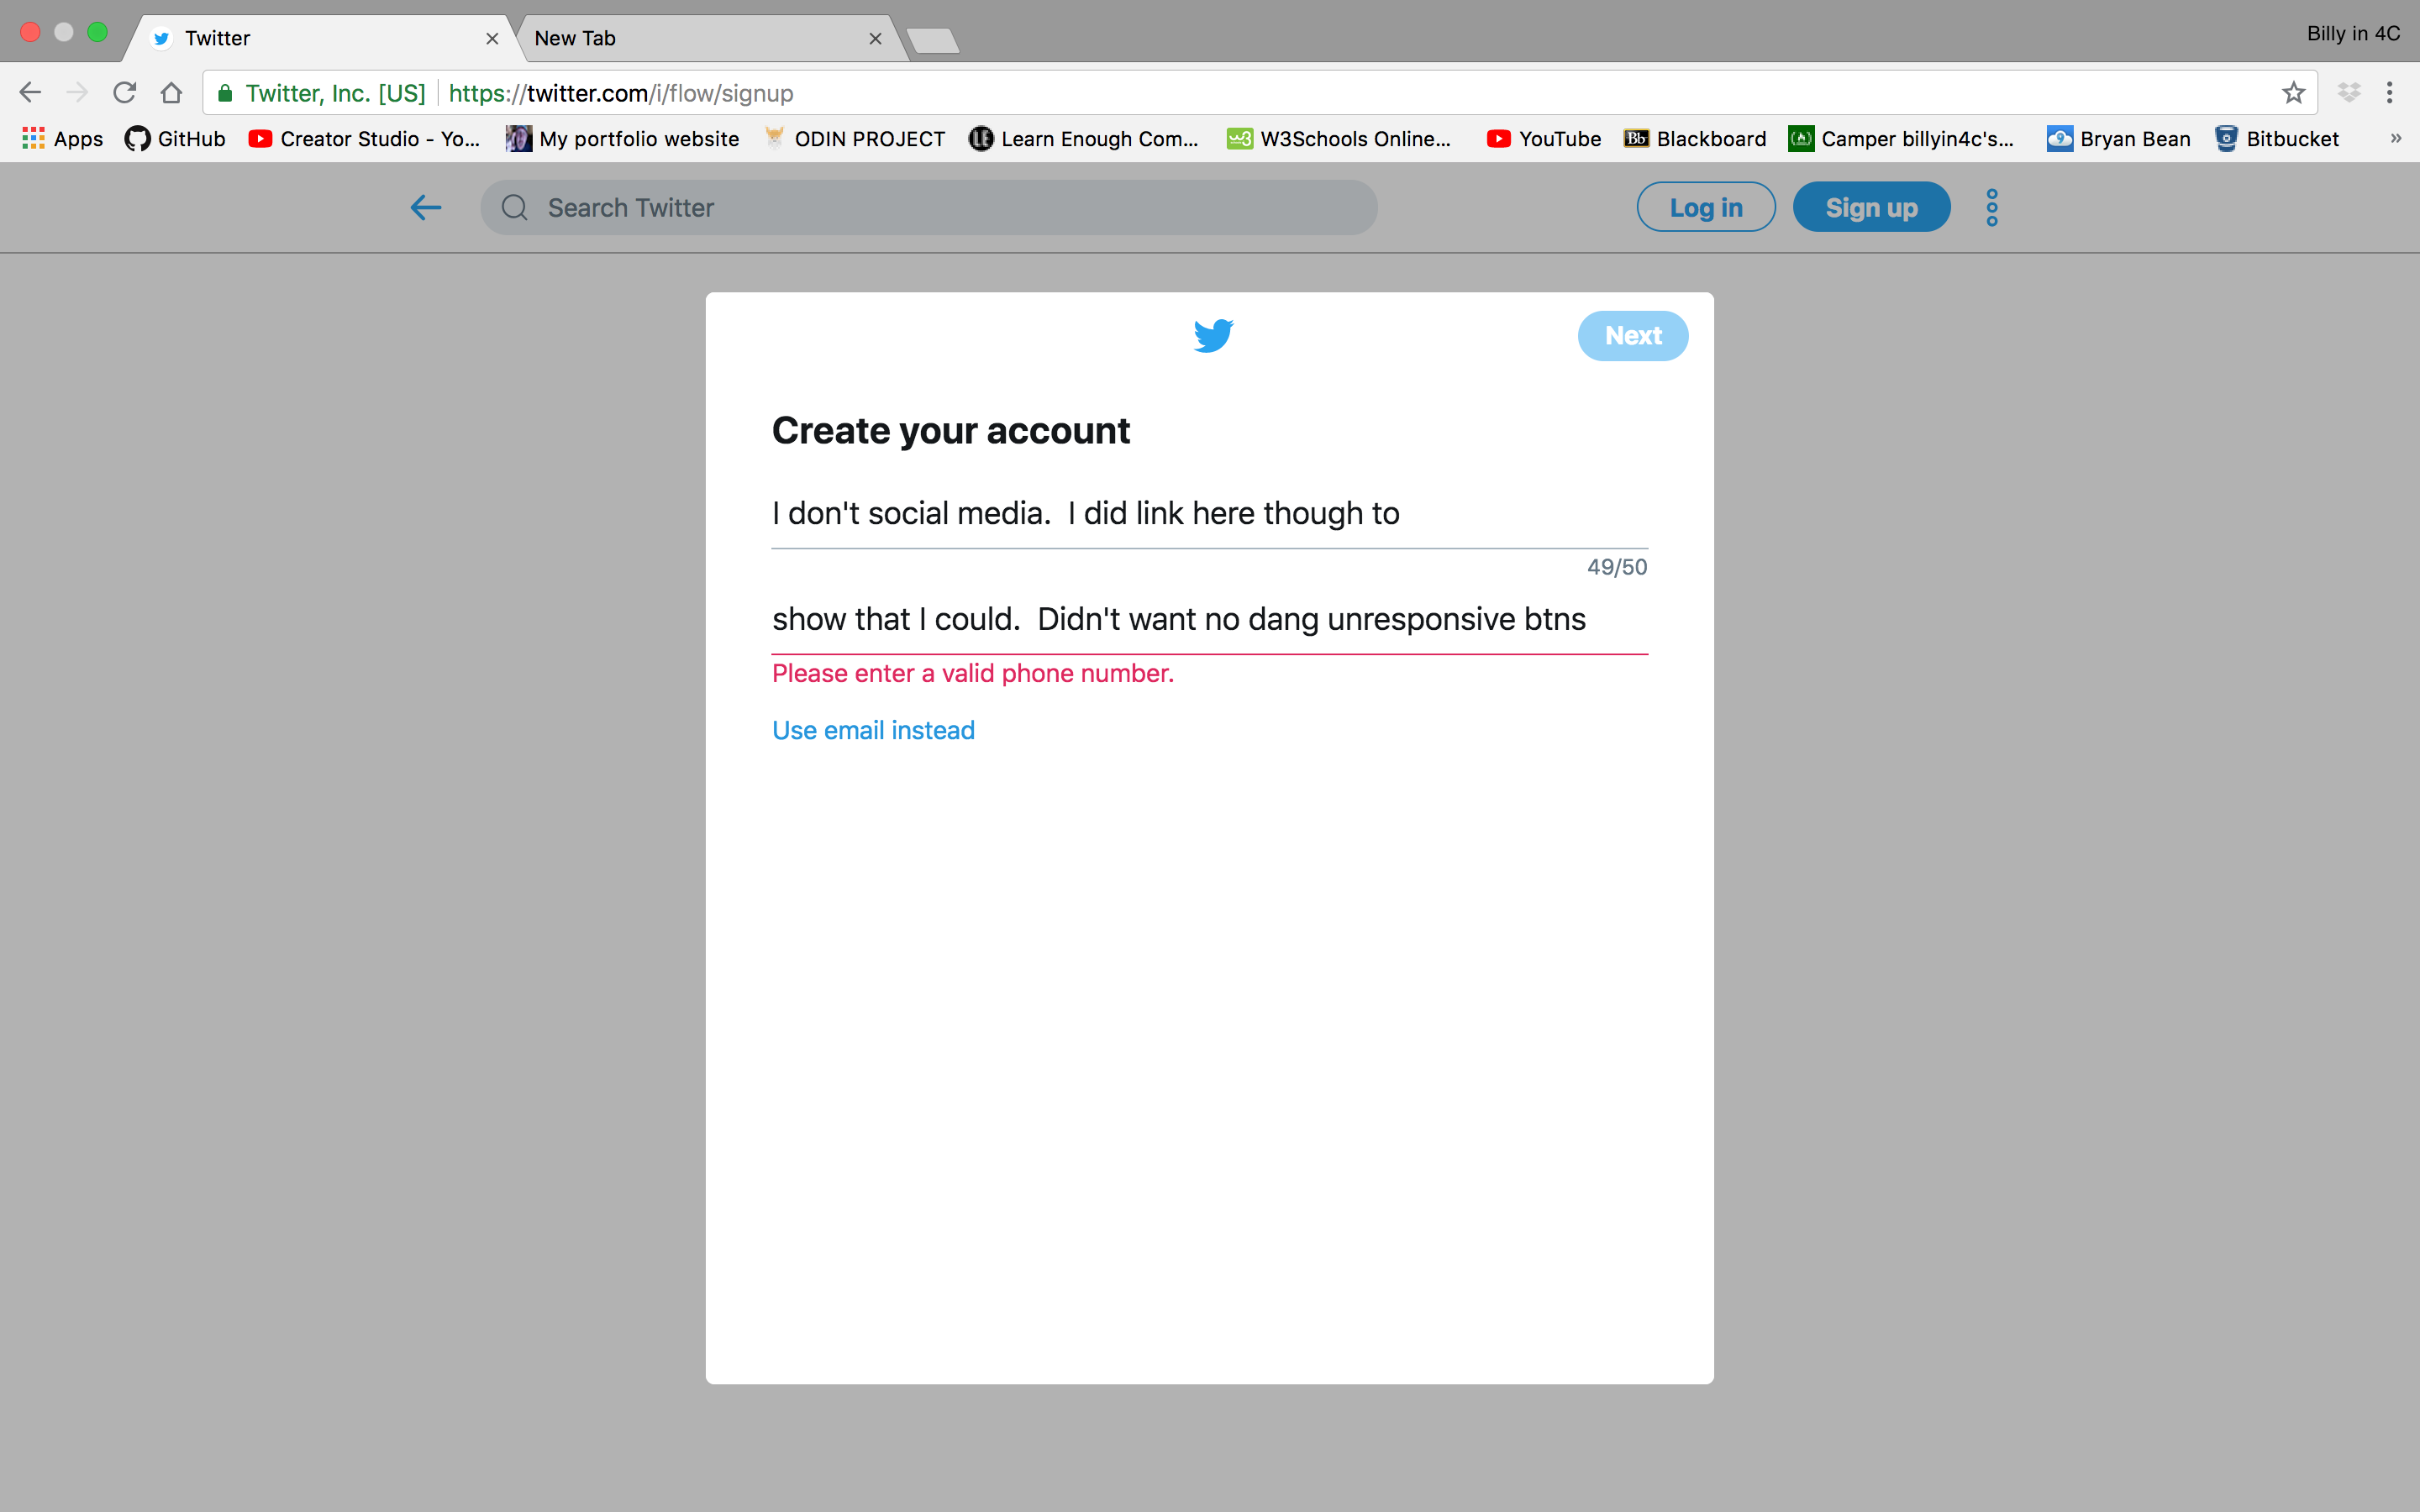 Twitter
New Tab
Billy in 4C
Twitter, Inc. [US] https://twitter.com/i/flow/signup
Apps GitHub Creator Studio - Yo... My portfolio website ODIN PROJECT LE Learn Enough Com... w3 W3Schools Online... YouTube Bb Blackboard Camper billyin4c's... Bryan Bean Bitbucket »
Search Twitter
Log in
Sign up
Next
Create your account
I don't social media.  I did link here though to
49/50
show that I could.  Didn't want no dang unresponsive btns
Please enter a valid phone number.
Use email instead